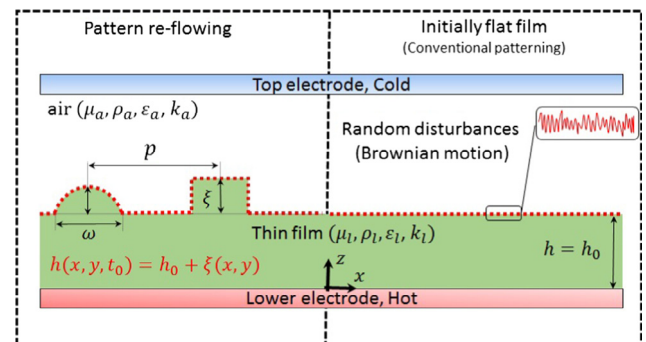 Pattern re-flowing
Initially flat film
(Conventional patterning)
Top electrode, Cold
air (μₐ, ρₐ, εₐ, kₐ)
Random disturbances
(Brownian motion)
p
ξ
ω
Thin film (μₗ, ρₗ, εₗ, kₗ)
h(x, y, t₀) = h₀ + ξ(x, y)
h = h₀
z
x
Lower electrode, Hot